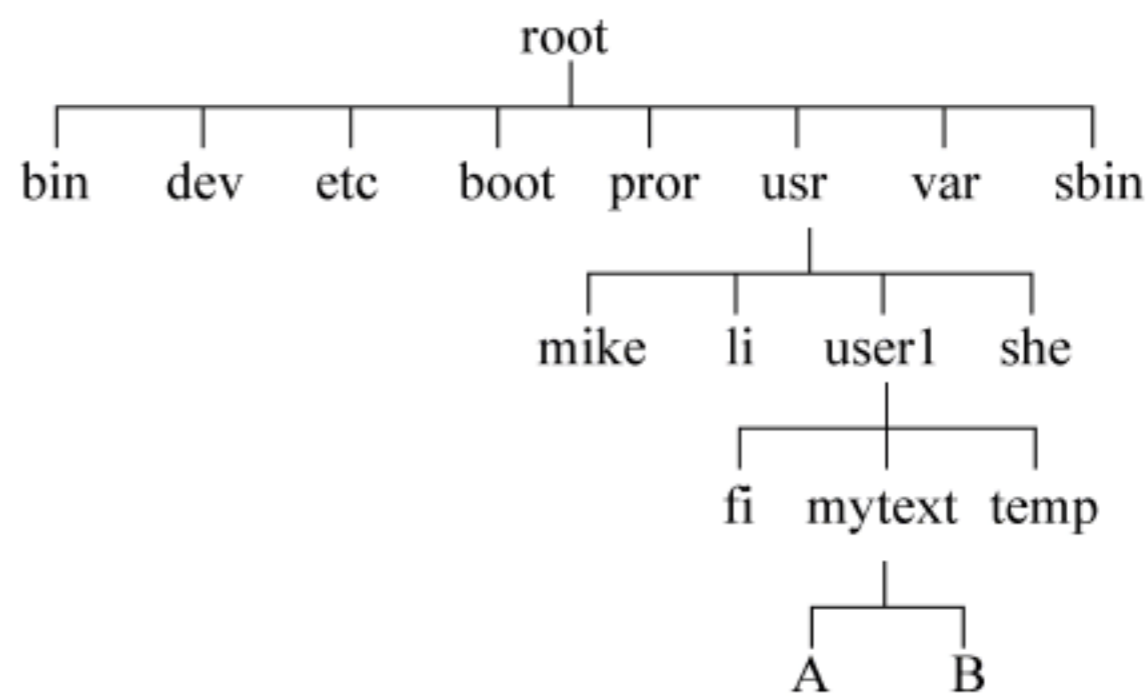 root
bin dev etc boot pror usr var sbin
mike li user1 she
fi mytext temp
A B